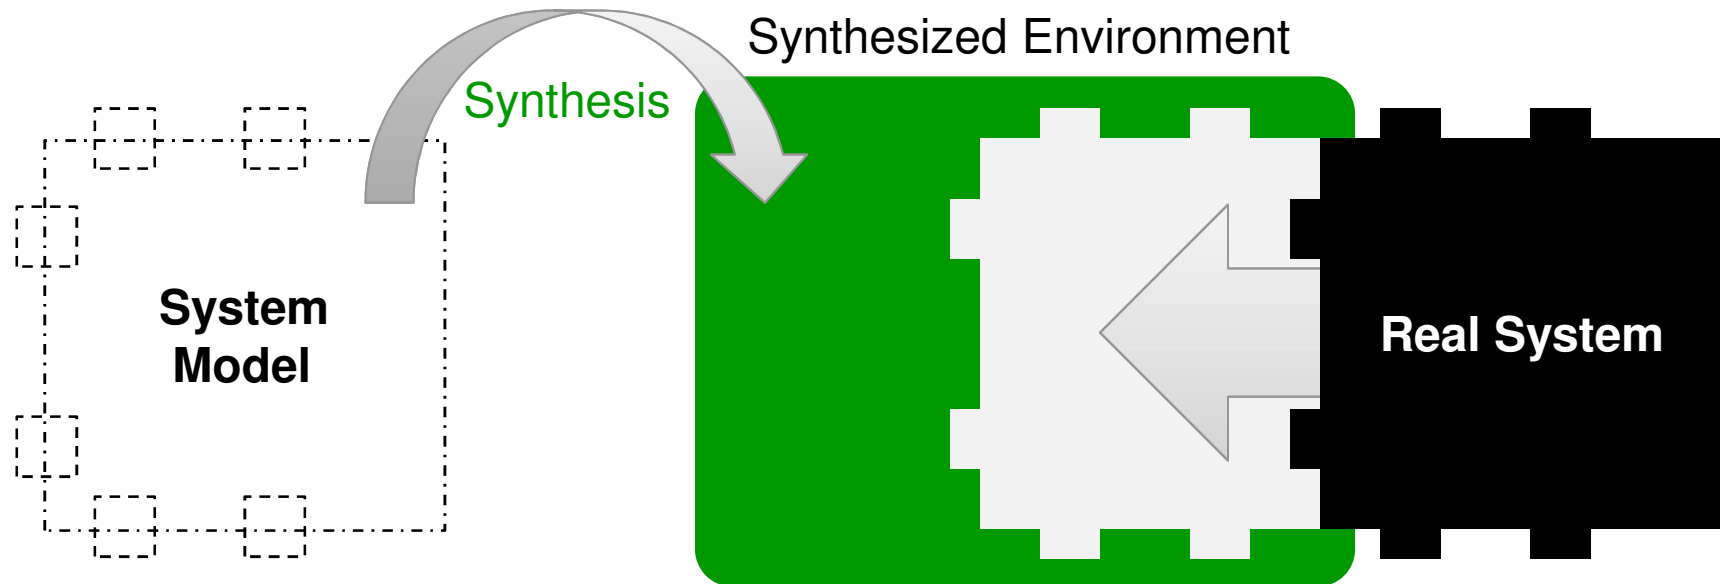 Synthesized Environment
Synthesis
System
Model
Real System